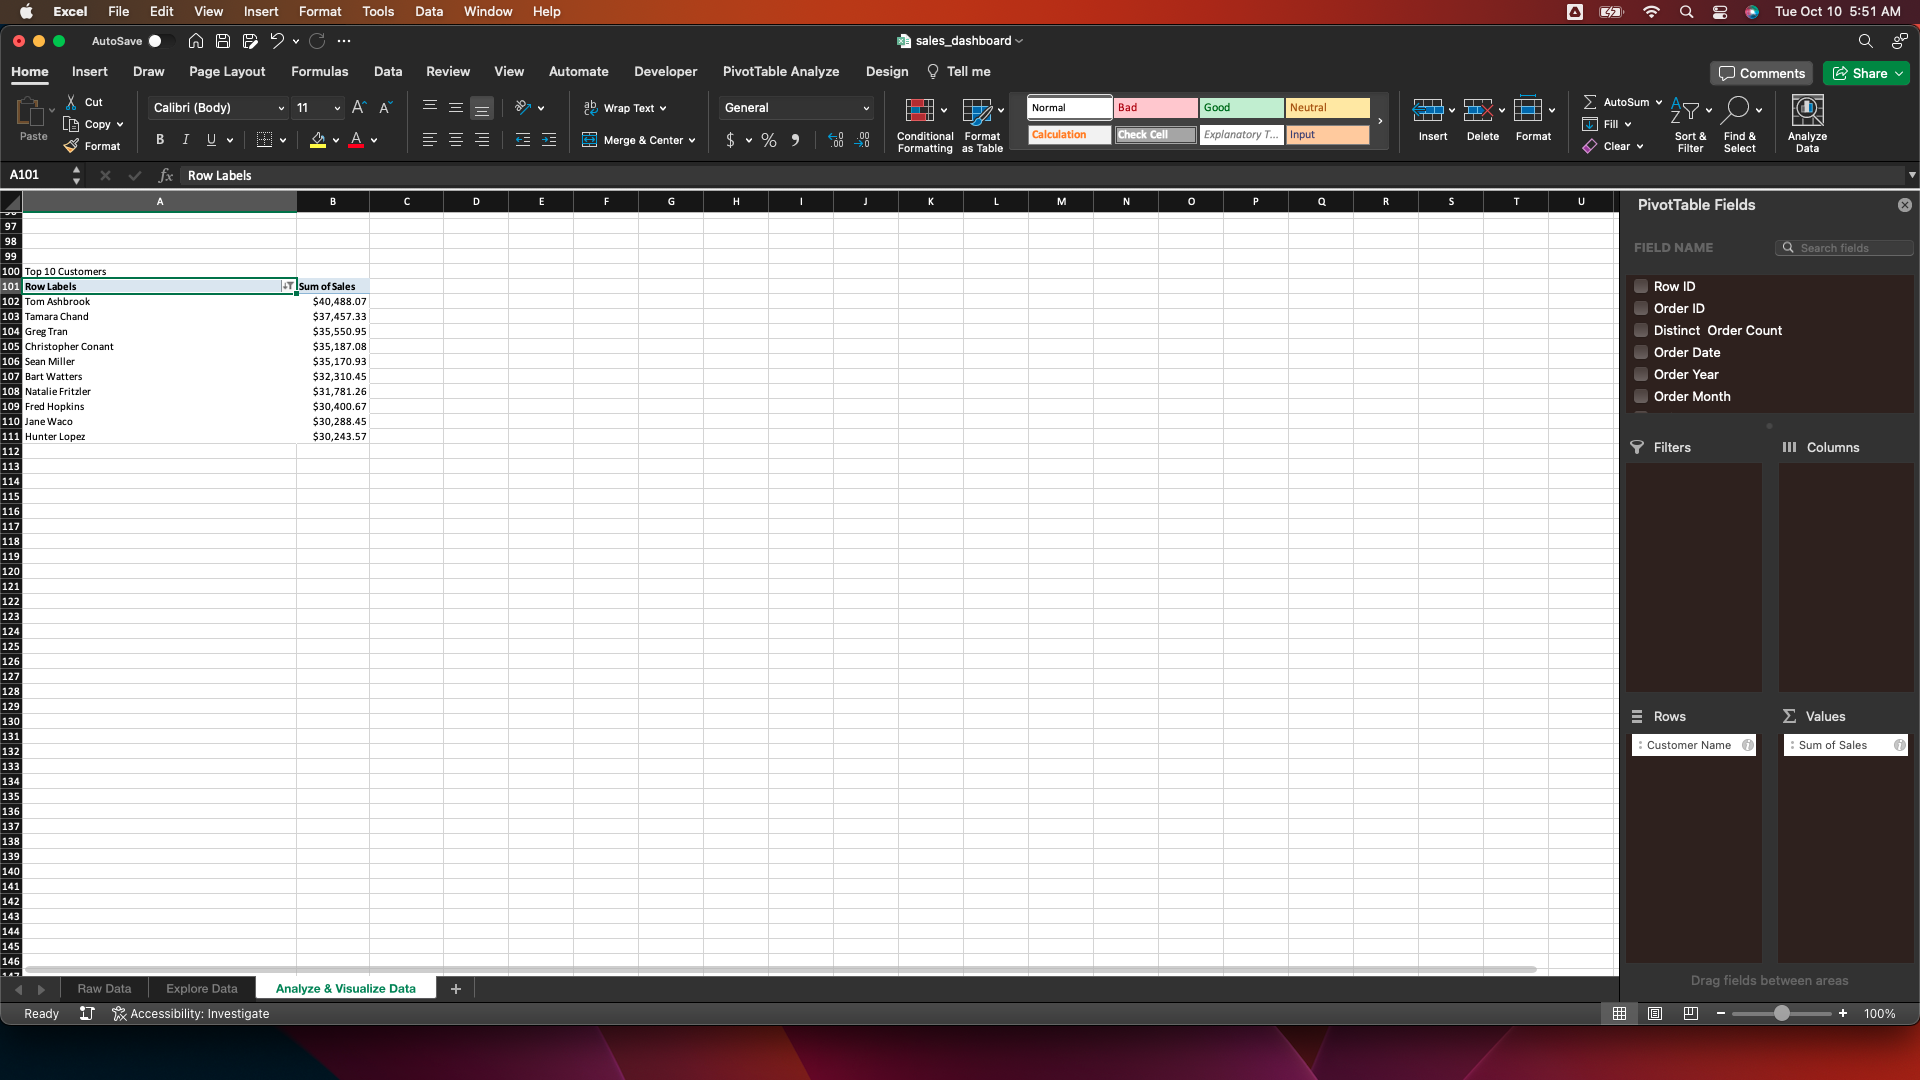 Excel File Edit View Insert Format Tools Data Window Help Tue Oct 10 5:51 AM
AutoSave sales_dashboard
Home Insert Draw Page Layout Formulas Data Review View Automate Developer PivotTable Analyze Design Tell me Comments Share
Paste Cut Copy Format
Calibri (Body) 11 A A
B I U A
ab Wrap Text
Merge & Center
General
$ % ,
Conditional Formatting
Format as Table
Normal Bad Good Neutral
Calculation Check Cell Explanatory T... Input
Insert Delete Format
AutoSum
Fill
Clear
Sort & Filter
Find & Select
Analyze Data
A101 fx Row Labels
A B C D E F G H I J K L M N O P Q R S T U
97
98
99
100 Top 10 Customers
101 Row Labels Sum of Sales
102 Tom Ashbrook $40,488.07
103 Tamara Chand $37,457.33
104 Greg Tran $35,550.95
105 Christopher Conant $35,187.08
106 Sean Miller $35,170.93
107 Bart Watters $32,310.45
108 Natalie Fritzler $31,781.26
109 Fred Hopkins $30,400.67
110 Jane Waco $30,288.45
111 Hunter Lopez $30,243.57
112
113
114
115
116
117
118
119
120
121
122
123
124
125
126
127
128
129
130
131
132
133
134
135
136
137
138
139
140
141
142
143
144
145
146
PivotTable Fields
FIELD NAME Search fields
Row ID
Order ID
Distinct Order Count
Order Date
Order Year
Order Month
Filters Columns
Rows Values
Customer Name Sum of Sales
Drag fields between areas
Raw Data Explore Data Analyze & Visualize Data +
Ready Accessibility: Investigate 100%